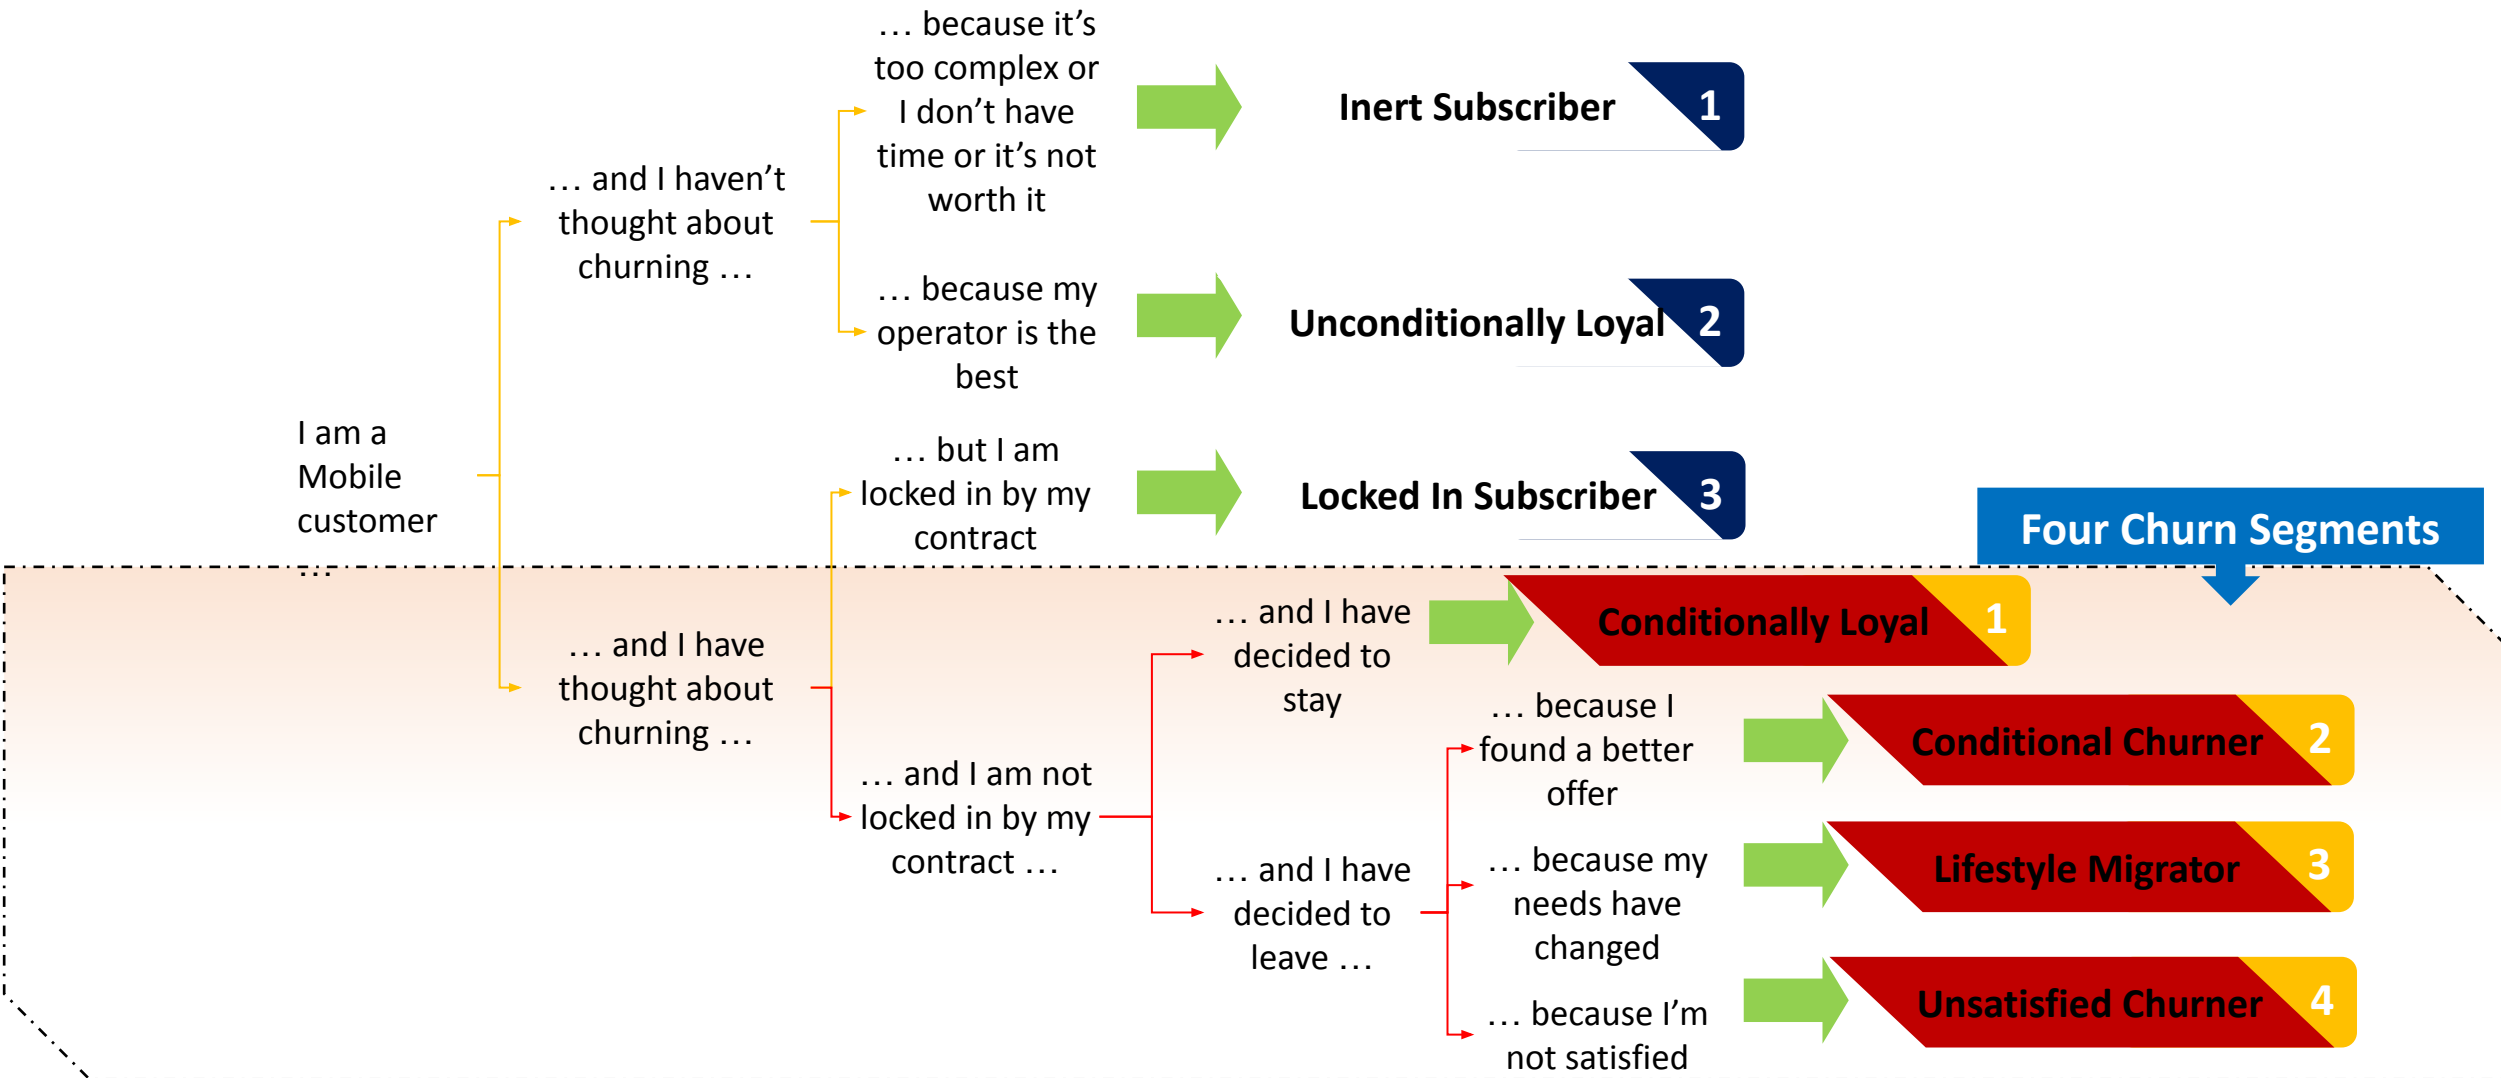 I am a
Mobile
customer
…
… and I haven’t
thought about
churning …
… because it’s
too complex or
I don’t have
time or it’s not
worth it
Inert Subscriber
1
… because my
operator is the
best
Unconditionally Loyal
2
… and I have
thought about
churning …
… but I am
locked in by my
contract
Locked In Subscriber
3
Four Churn Segments
… and I am not
locked in by my
contract …
… and I have
decided to
stay
Conditionally Loyal
1
… and I have
decided to
leave …
… because I
found a better
offer
Conditional Churner
2
… because my
needs have
changed
Lifestyle Migrator
3
… because I’m
not satisfied
Unsatisfied Churner
4